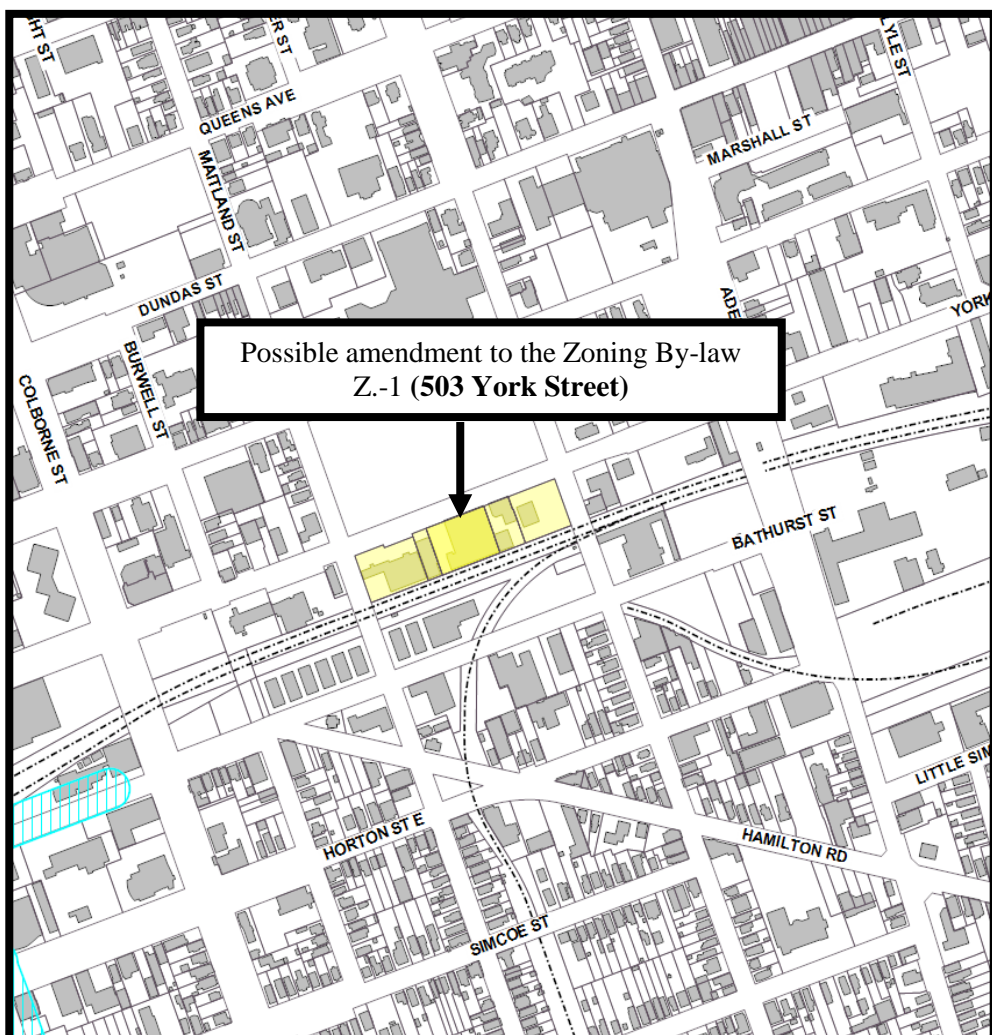 QUEENS AVE
MARSHALL ST
MAITLAND ST
DUNDAS ST
YORK
Possible amendment to the Zoning By-law
Z.-1 (503 York Street)
BURWELL ST
COLBORNE ST
BATHURST ST
HORTON ST E
HAMILTON RD
SIMCOE ST